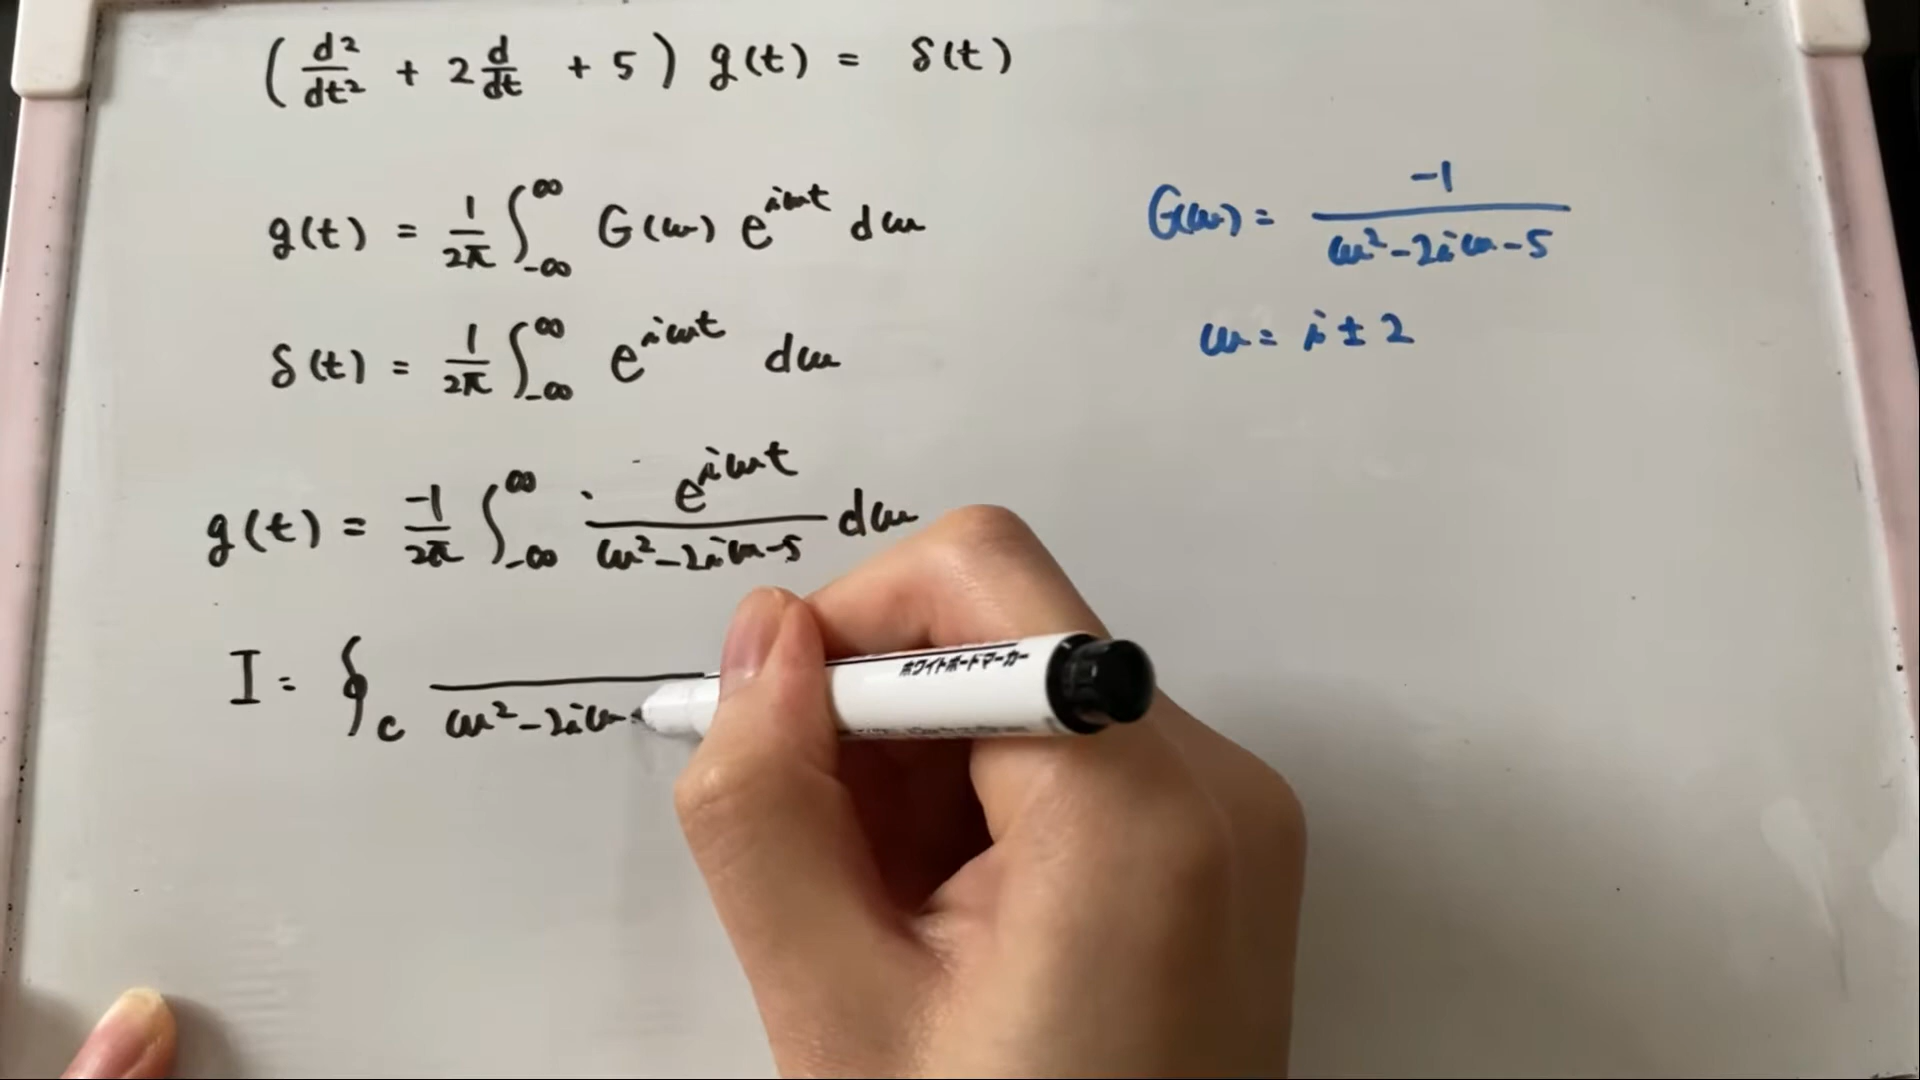 (d²/dt² + 2 d/dt + 5) g(t) = δ(t)
g(t) = 1/2π ∫_{-∞}^{∞} G(ω) e^{iωt} dω
G(ω) = -1/(ω²-2iω-5)
δ(t) = 1/2π ∫_{-∞}^{∞} e^{iωt} dω
ω = i ± 2
g(t) = -1/2π ∫_{-∞}^{∞} e^{iωt}/(ω²-2iω-5) dω
I = ∮_c /(ω²-2iω-
ホワイトボードマーカー